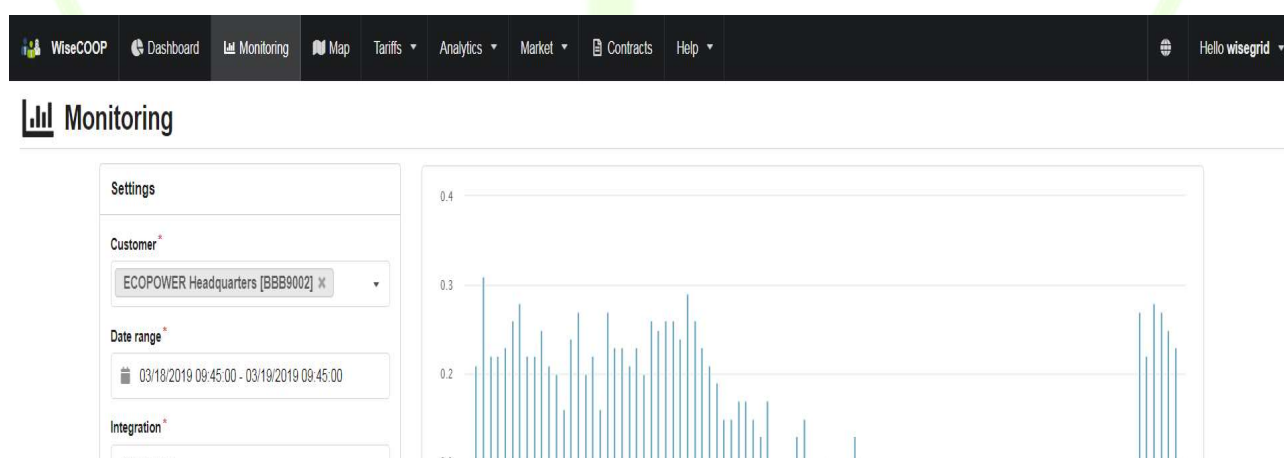 WiseCOOP Dashboard Monitoring Map Tariffs Analytics Market Contracts Help Hello wisegrid
Monitoring
Settings
Customer*
ECOPOWER Headquarters [BBB9002] ×
Date range*
03/18/2019 09:45:00 - 03/19/2019 09:45:00
Integration*
0.4
0.3
0.2